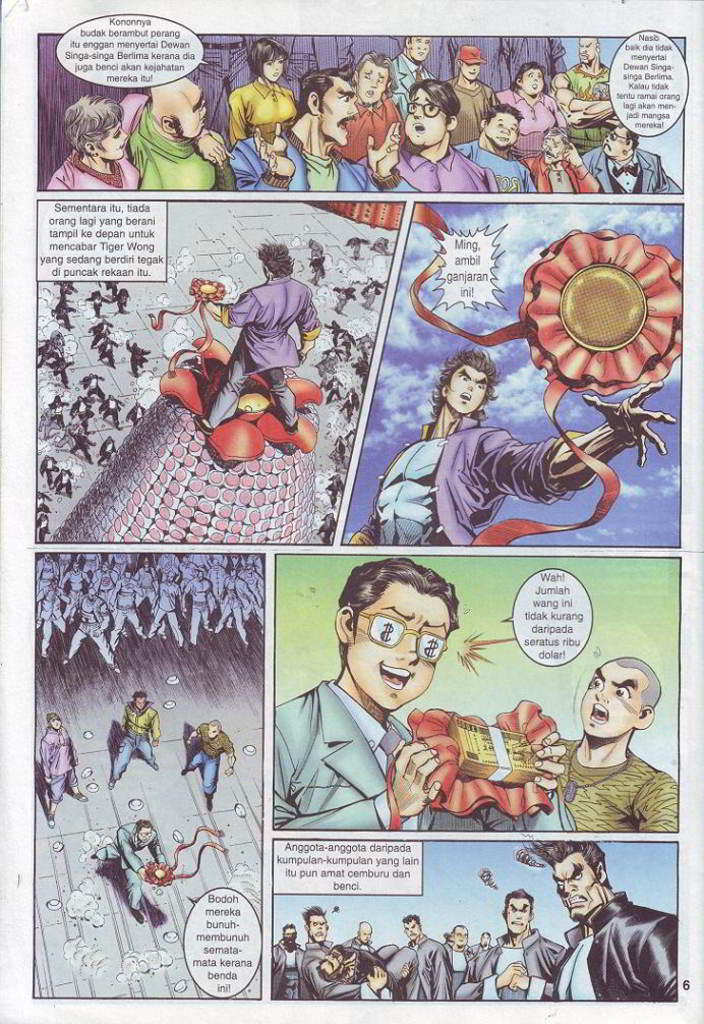 Kononnya
budak berambut perang
itu enggan menyertai Dewan
Singa-singa Berlima kerana dia
juga benci akan kejahatan
mereka itu!
Nasib
baik dia tidak
menyertai
Dewan Singa-
singa Berlima.
Kalau tidak
tentu ramai orang
lagi akan men-
jadi mangsa
mereka!
Sementara itu, tiada
orang lagi yang berani
tampil ke depan untuk
mencabar Tiger Wong
yang sedang berdiri tegak
di puncak rekaan itu.
Ming,
ambil
ganjaran
ini!
Bodoh
mereka
bunuh-
membunuh
semata-
mata kerana
benda
ini!
Wah!
Jumlah
wang ini
tidak kurang
daripada
seratus ribu
dolar!
Anggota-anggota daripada
kumpulan-kumpulan yang lain
itu pun amat cemburu dan
benci.
6